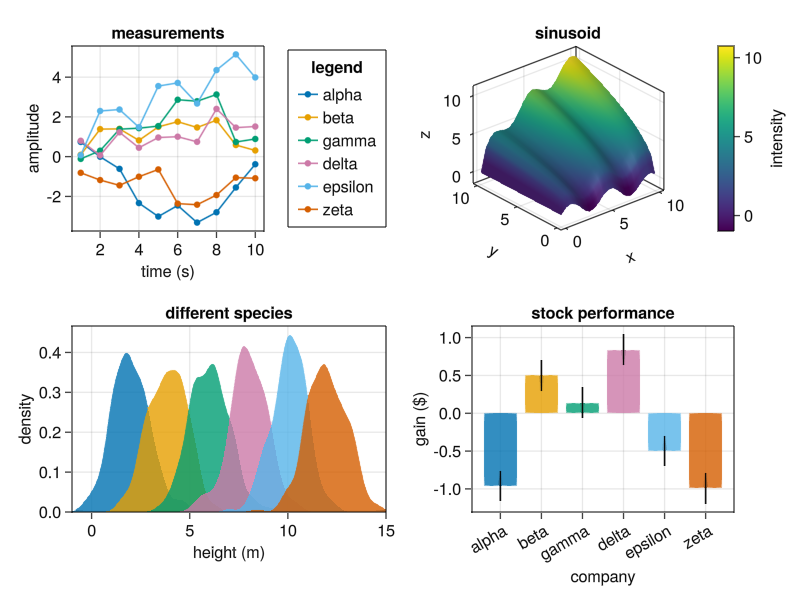 measurements
amplitude
4
2
0
-2
2
4
6
8
10
time (s)
legend
alpha
beta
gamma
delta
epsilon
zeta
sinusoid
z
10
5
0
10
5
0
y
0
5
10
x
10
5
0
intensity
different species
density
0.4
0.3
0.2
0.1
0.0
0
5
10
15
height (m)
stock performance
gain ($)
1.0
0.5
0.0
-0.5
-1.0
alpha
beta
gamma
delta
epsilon
zeta
company